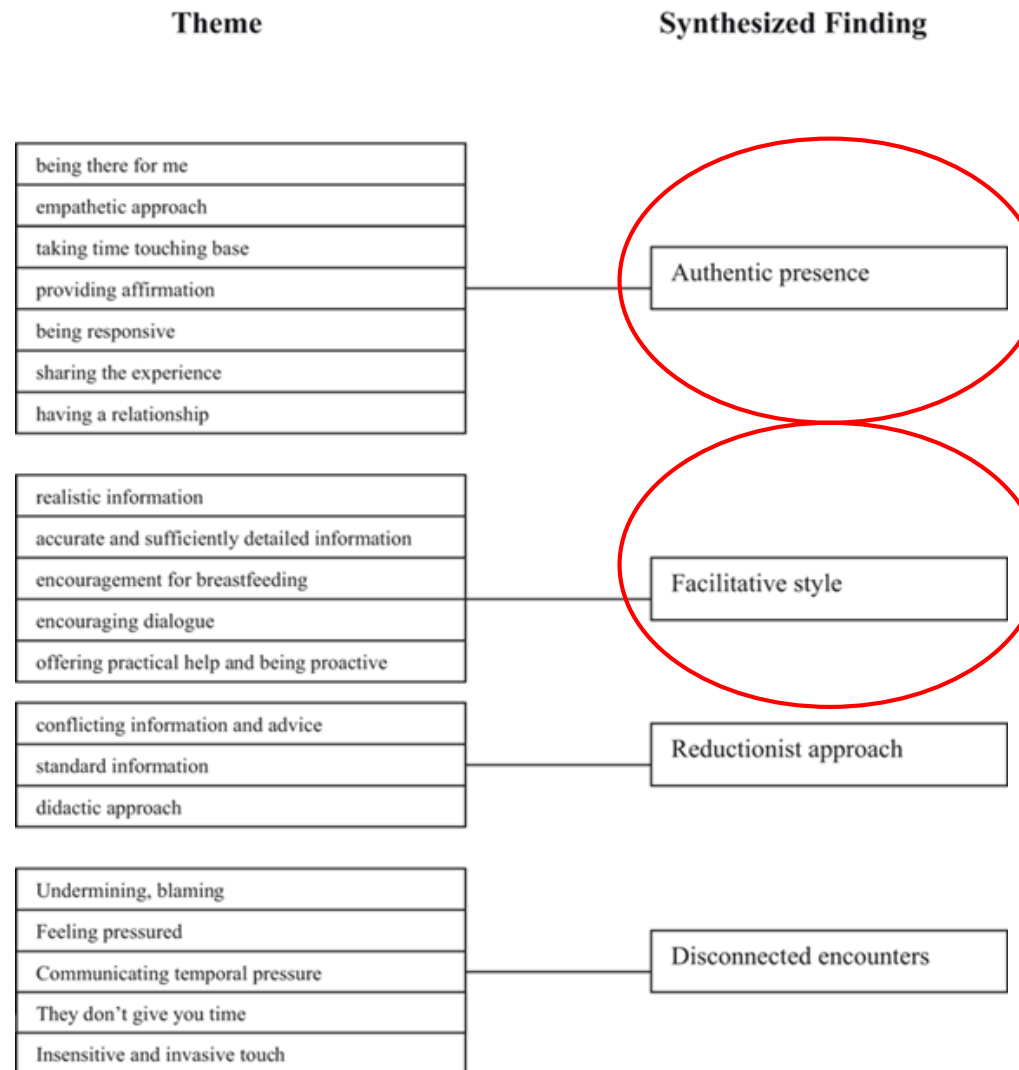 Theme
Synthesized Finding
being there for me
empathetic approach
taking time touching base
providing affirmation
being responsive
sharing the experience
having a relationship
Authentic presence
realistic information
accurate and sufficiently detailed information
encouragement for breastfeeding
encouraging dialogue
offering practical help and being proactive
Facilitative style
conflicting information and advice
standard information
didactic approach
Reductionist approach
Undermining, blaming
Feeling pressured
Communicating temporal pressure
They don’t give you time
Insensitive and invasive touch
Disconnected encounters